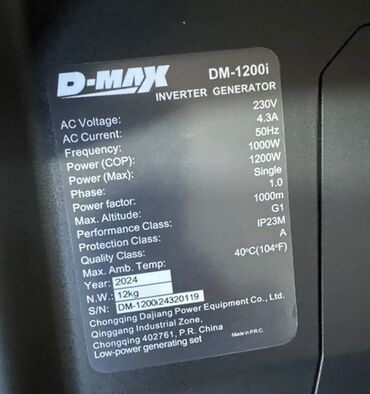 D-MAX DM-1200i
INVERTER GENERATOR
AC Voltage: 230V
AC Current: 4.3A
Frequency: 50Hz
Power (COP): 1000W
Power (Max): 1200W
Phase: Single
Power factor: 1.0
Max. Altitude: 1000m
Performance Class: G1
Protection Class: IP23M
Quality Class: A
Max. Amb. Temp: 40ºC(104ºF)
Year: 2024
N.W.: 12kg
S/N: DM-1200i24320119
Chongqing Dajiang Power Equipment Co., Ltd.
Qinggang Industrial Zone,
Chongqing 402761, P.R. China
Low-power generating set Made in P.R.C.